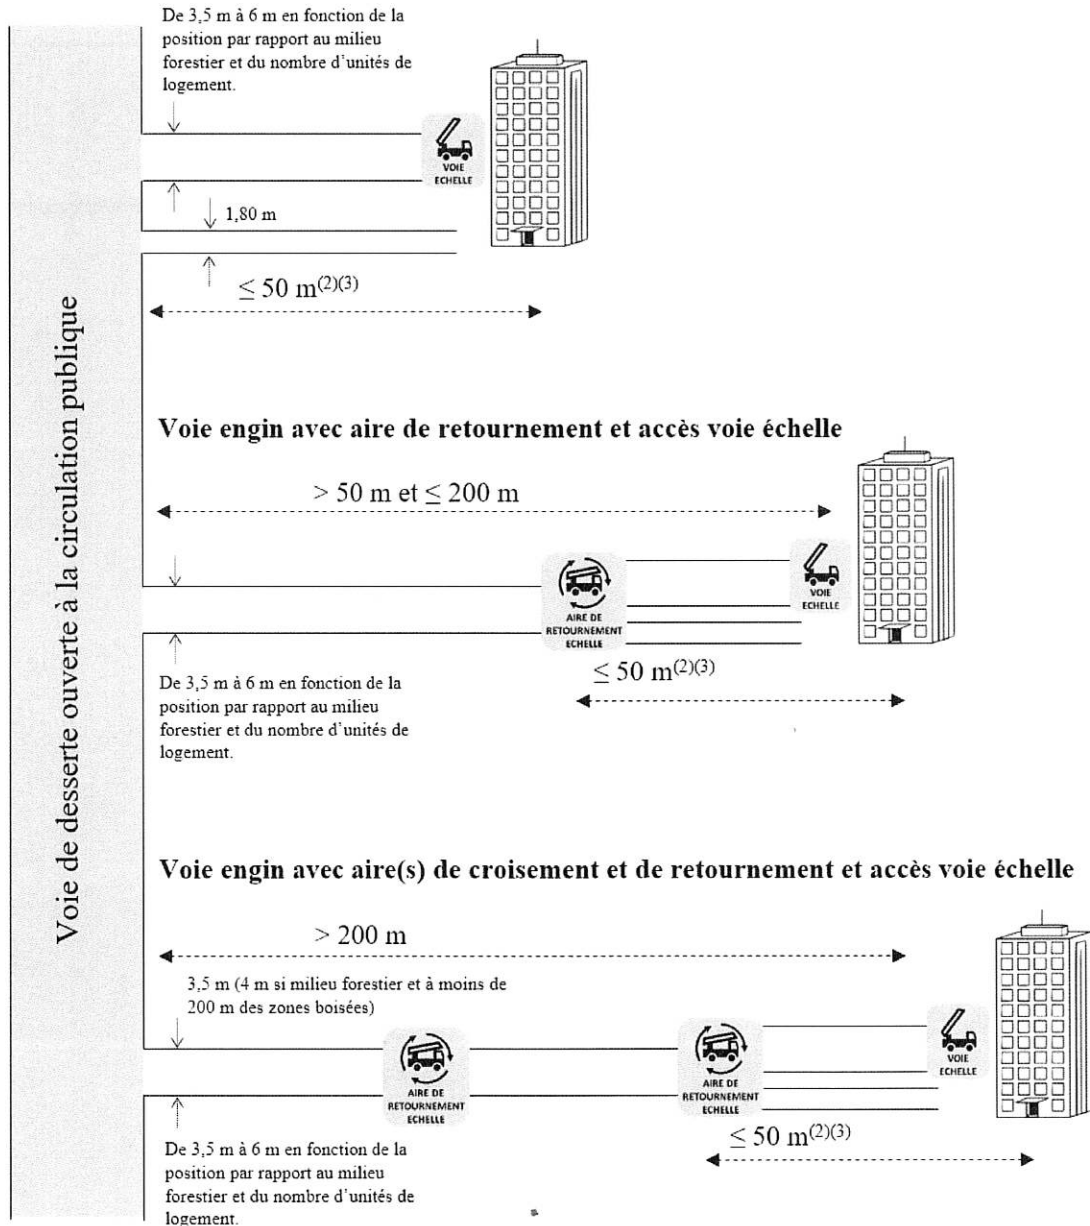 De 3,5 m à 6 m en fonction de la
position par rapport au milieu
forestier et du nombre d'unités de
logement.
VOIE
ECHELLE
1,80 m
≤ 50 m(2)(3)
Voie de desserte ouverte à la circulation publique
Voie engin avec aire de retournement et accès voie échelle
> 50 m et ≤ 200 m
AIRE DE
RETOURNEMENT
ECHELLE
VOIE
ECHELLE
≤ 50 m(2)(3)
De 3,5 m à 6 m en fonction de la
position par rapport au milieu
forestier et du nombre d'unités de
logement.
Voie engin avec aire(s) de croisement et de retournement et accès voie échelle
> 200 m
3,5 m (4 m si milieu forestier et à moins de
200 m des zones boisées)
AIRE DE
RETOURNEMENT
ECHELLE
AIRE DE
RETOURNEMENT
ECHELLE
VOIE
ECHELLE
≤ 50 m(2)(3)
De 3,5 m à 6 m en fonction de la
position par rapport au milieu
forestier et du nombre d'unités de
logement.